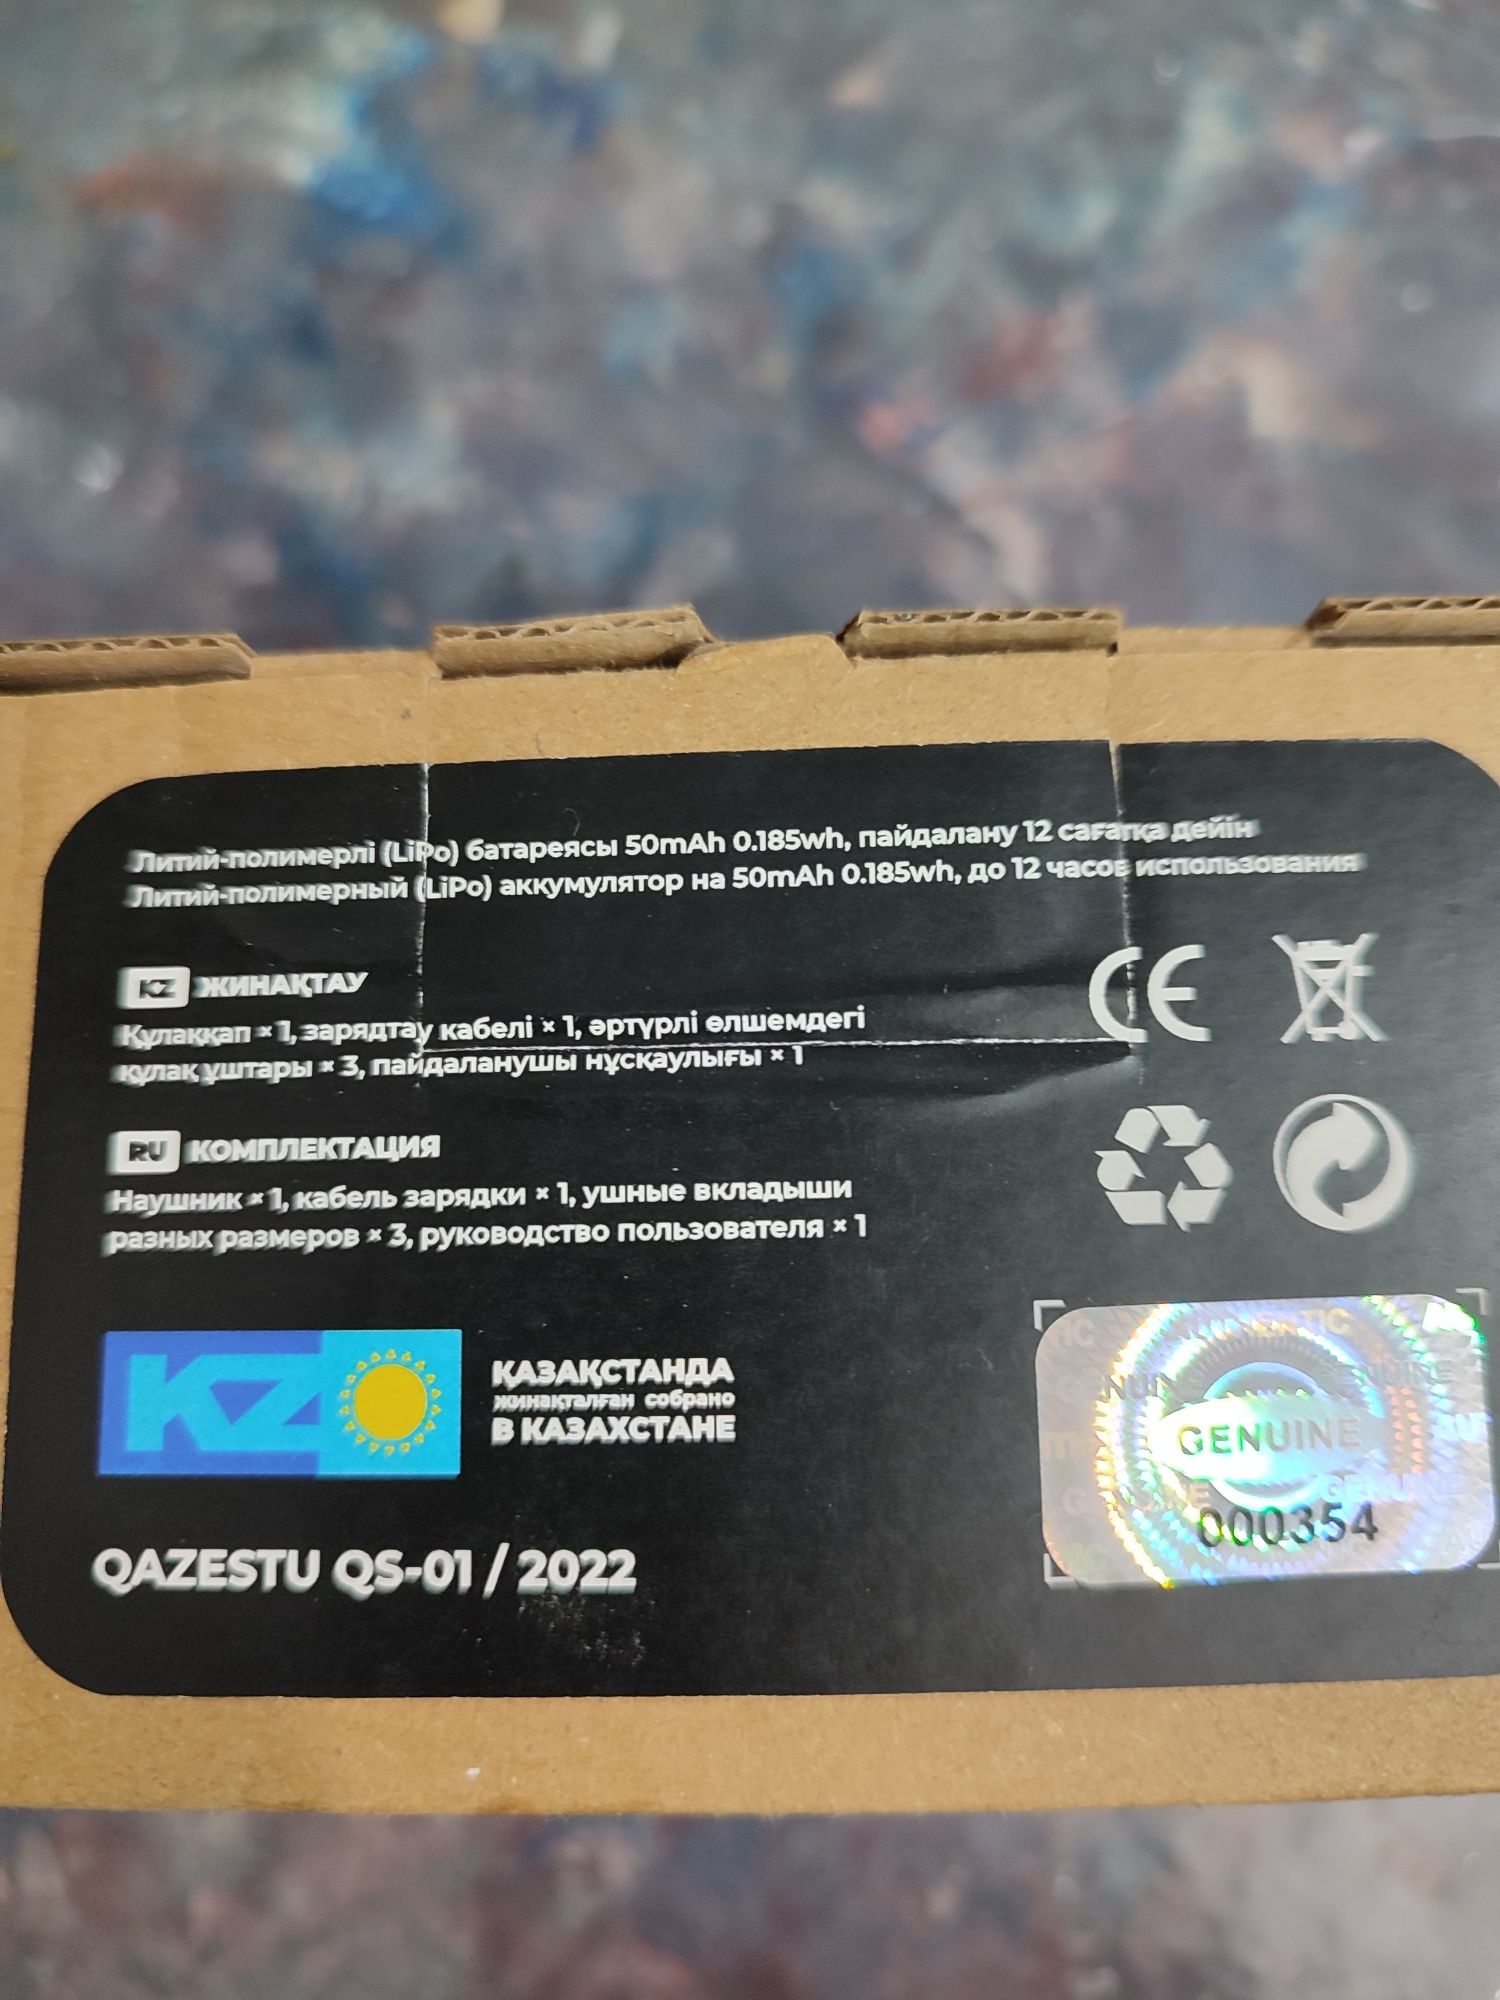 Литий-полимерлі (LiPo) батареясы 50mAh 0.185wh, пайдалану 12 сағатқа дейін
Литий-полимерный (LiPo) аккумулятор на 50mAh 0.185wh, до 12 часов использования
KZ ЖИНАҚТАУ
Құлаққап × 1, зарядтау кабелі × 1, әртүрлі өлшемдегі
құлақ ұштары × 3, пайдаланушы нұсқаулығы × 1
RU КОМПЛЕКТАЦИЯ
Наушник × 1, кабель зарядки × 1, ушные вкладыши
разных размеров × 3, руководство пользователя × 1
CE
KZ
ҚАЗАҚСТАНДА
жинақталған собрано
В КАЗАХСТАНЕ
QAZESTU QS-01 / 2022
GENUINE
000354